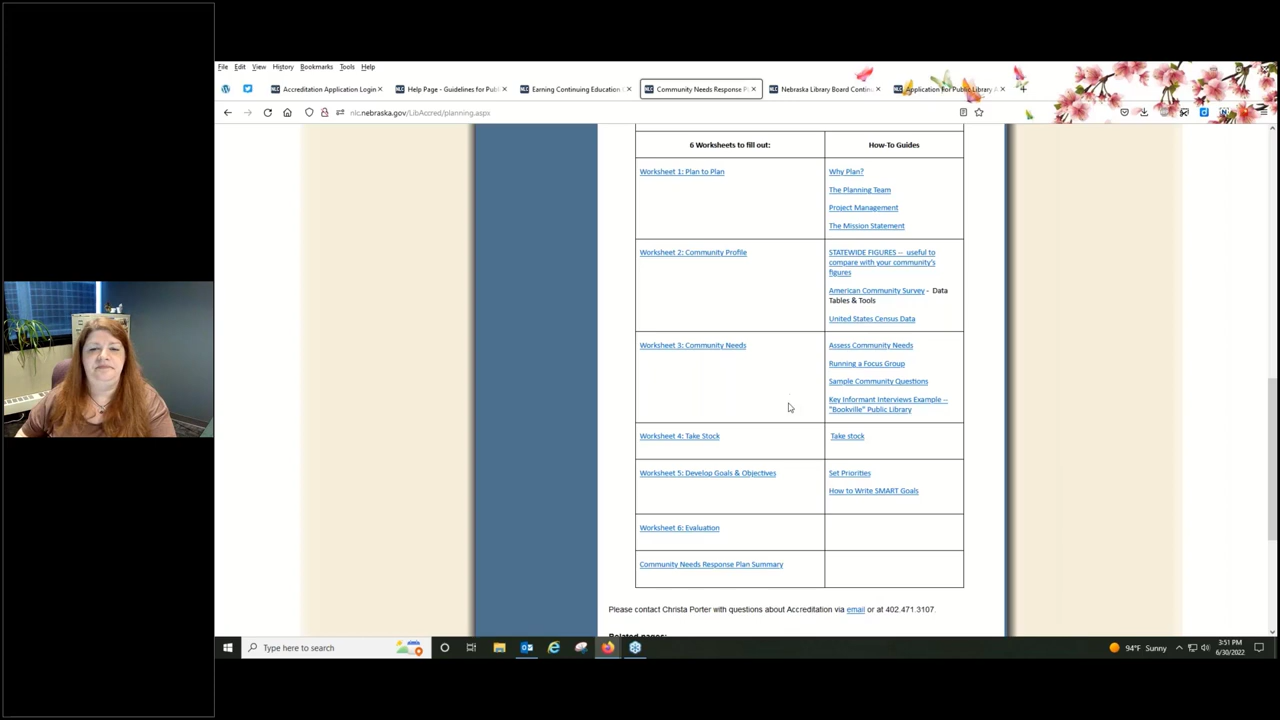 File Edit View History Bookmarks Tools Help
Accreditation Application Login
Help Page - Guidelines for Publ
Earning Continuing Education
Community Needs Response P
Nebraska Library Board Contin
Application For Public Library A
nlc.nebraska.gov/LibAccred/planning.aspx
6 Worksheets to fill out:
How-To Guides
Worksheet 1: Plan to Plan
Why Plan?
The Planning Team
Project Management
The Mission Statement
Worksheet 2: Community Profile
STATEWIDE FIGURES -- useful to
compare with your community's
figures
American Community Survey - Data
Tables & Tools
United States Census Data
Worksheet 3: Community Needs
Assess Community Needs
Running a Focus Group
Sample Community Questions
Key Informant Interviews Example --
"Bookville" Public Library
Worksheet 4: Take Stock
Take stock
Worksheet 5: Develop Goals & Objectives
Set Priorities
How to Write SMART Goals
Worksheet 6: Evaluation
Community Needs Response Plan Summary
Please contact Christa Porter with questions about Accreditation via email or at 402.471.3107.
Related pages:
Type here to search
94°F Sunny
3:51 PM
6/30/2022